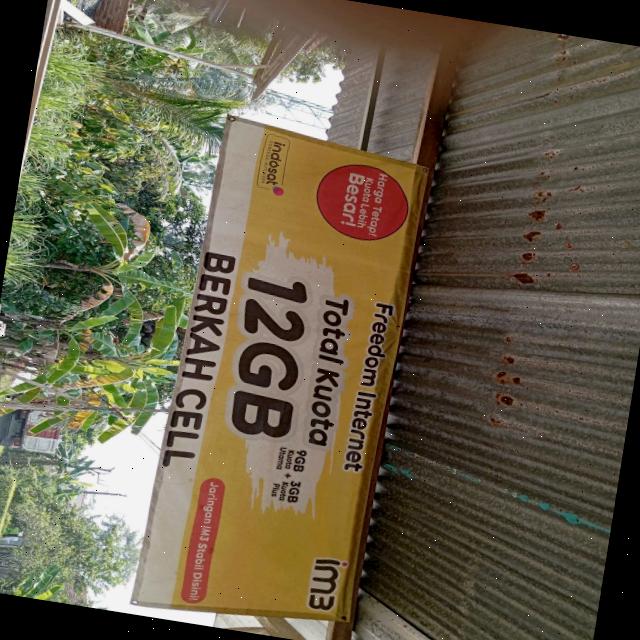 indosat
Harga Tetap!
Kuota Lebih
Besar!
im3
Freedom Internet
Total Kuota
12GB
9GB
Kuota
Utama
+
3GB
Kuota
Plus
Jaringan IM3 Stabil Disini!
BERKAH CELL